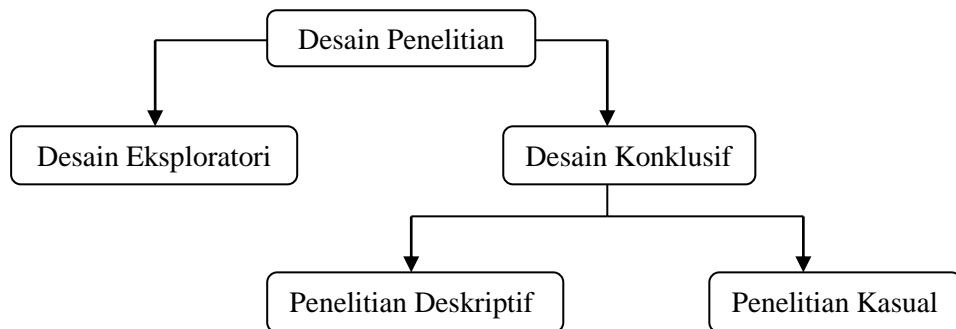 Desain Penelitian
Desain Eksploratori
Desain Konklusif
Penelitian Deskriptif
Penelitian Kasual